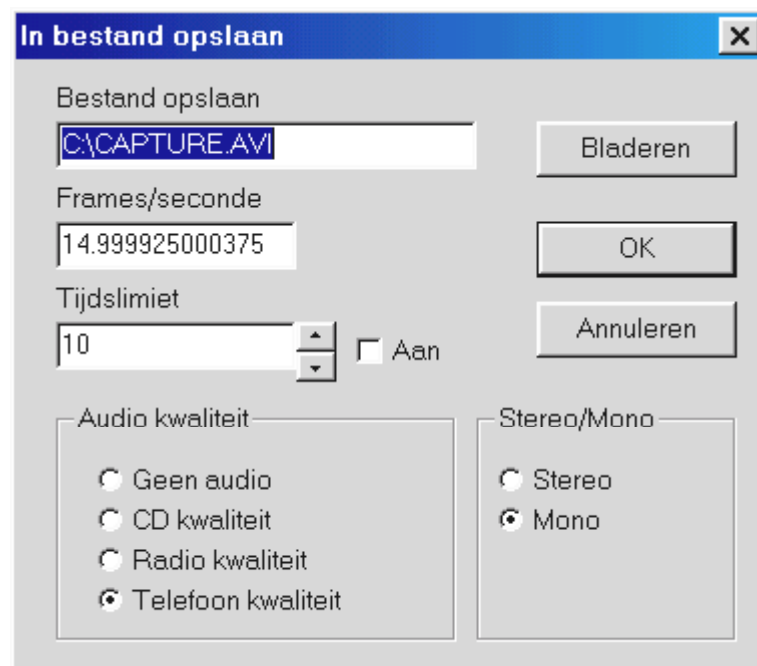 In bestand opslaan
Bestand opslaan
C:\CAPTURE.AVI
Bladeren
Frames/seconde
14.999925000375
OK
Tijdslimiet
10
Aan
Annuleren
Audio kwaliteit
Geen audio
CD kwaliteit
Radio kwaliteit
Telefoon kwaliteit
Stereo/Mono
Stereo
Mono